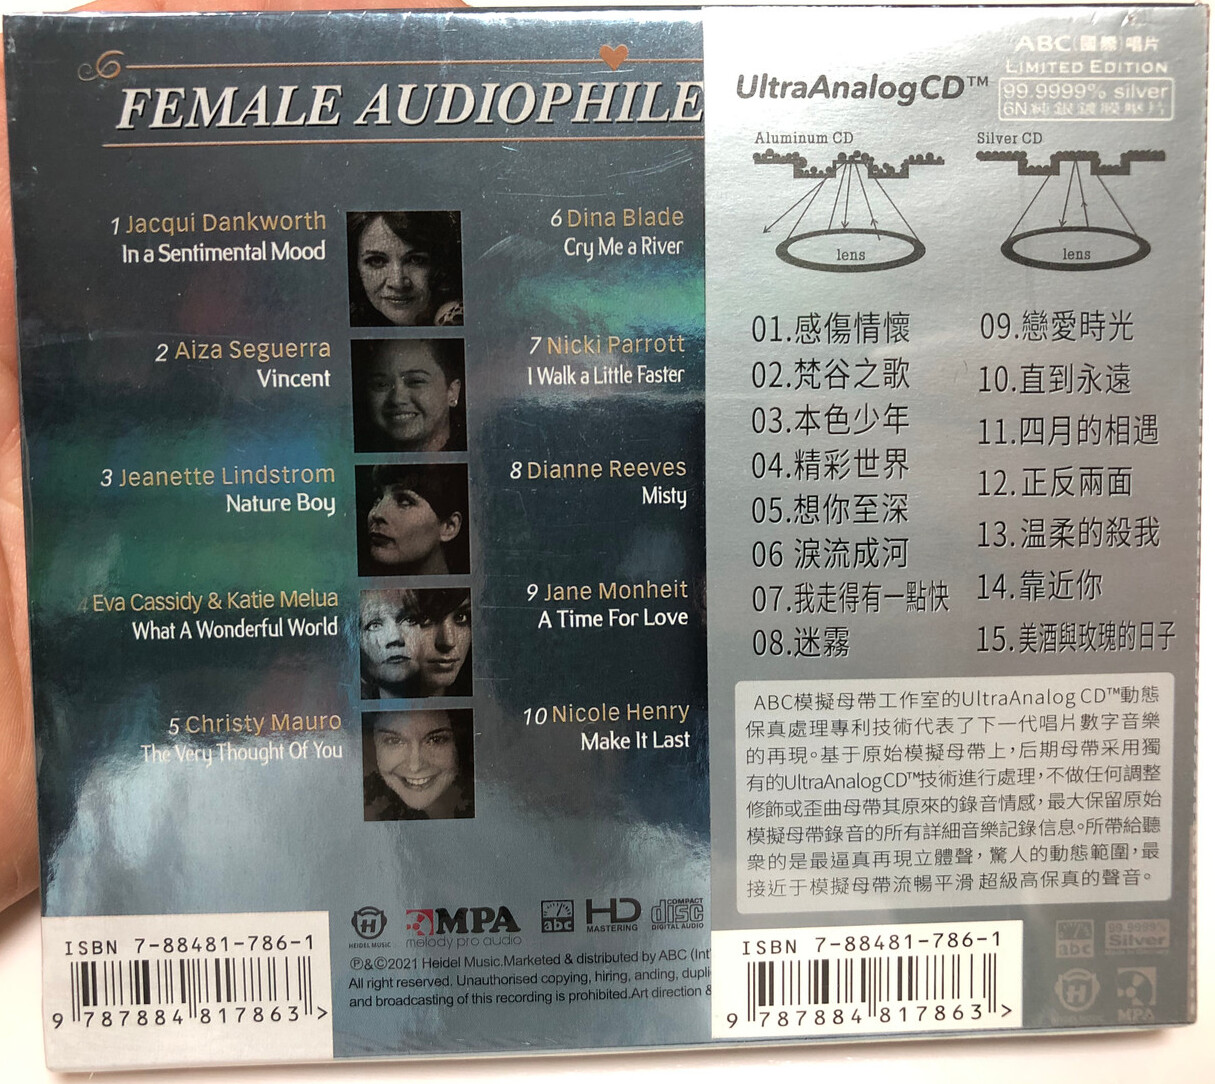 FEMALE AUDIOPHILE
1 Jacqui Dankworth
In a Sentimental Mood
2 Aiza Seguerra
Vincent
3 Jeanette Lindstrom
Nature Boy
4 Eva Cassidy & Katie Melua
What A Wonderful World
5 Christy Mauro
The Very Thought Of You
6 Dina Blade
Cry Me a River
7 Nicki Parrott
I Walk a Little Faster
8 Dianne Reeves
Misty
9 Jane Monheit
A Time For Love
10 Nicole Henry
Make It Last
H
HEIDEL MUSIC
MPA
melody pro audio
abc
HD
MASTERING
COMPACT
disc
DIGITAL AUDIO
℗&©2021 Heidel Music.Marketed & distributed by ABC (Int
All right reserved. Unauthorised copying, hiring, anding, dupli
and broadcasting of this recording is prohibited.Art direction &
ISBN 7-88481-786-1
9 787884 817863 >
ABC(國際)唱片
LIMITED EDITION
UltraAnalogCD™
99.9999% silver
6N純銀鍍膜壓片
Aluminum CD
lens
Silver CD
lens
01.感傷情懷
02.梵谷之歌
03.本色少年
04.精彩世界
05.想你至深
06 淚流成河
07.我走得有一點快
08.迷霧
09.戀愛時光
10.直到永遠
11.四月的相遇
12.正反兩面
13.温柔的殺我
14.靠近你
15.美酒與玫瑰的日子
ABC模擬母帶工作室的UltraAnalog CD™動態
保真處理專利技術代表了下一代唱片數字音樂
的再現。基于原始模擬母帶上，后期母帶采用獨
有的UltraAnalogCD™技術進行處理，不做任何調整
修飾或歪曲母帶其原來的錄音情感，最大保留原始
模擬母帶錄音的所有詳細音樂記錄信息。所帶給聽
衆的是最逼真再現立體聲，驚人的動態範圍，最
接近于模擬母帶流暢平滑 超級高保真的聲音。
ISBN 7-88481-786-1
9 787884 817863 >
abc
Silver
H
MPA